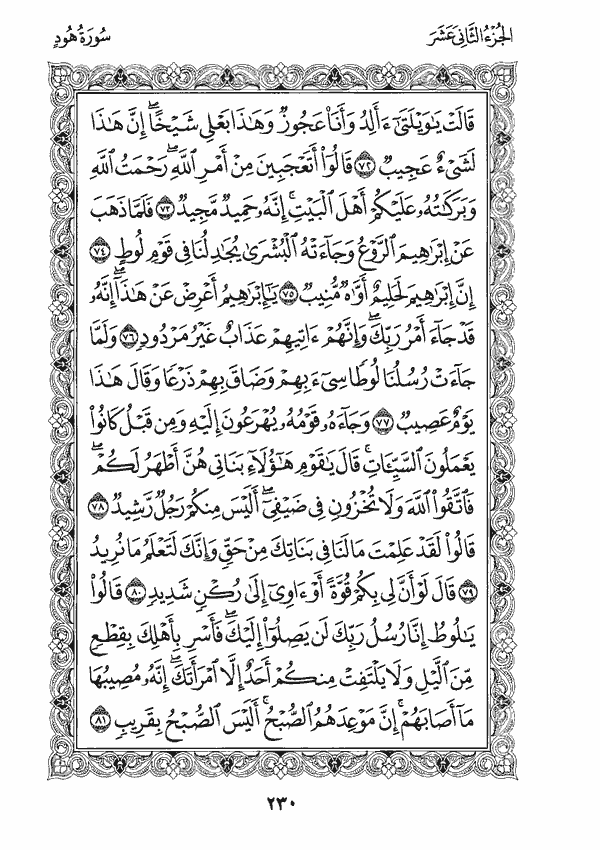 الجُزْءُ الثَّانِي عَشَرَ
سُورَةُ هُودٍ
قَالَتْ يَٰوَيْلَتَىٰٓ ءَأَلِدُ وَأَنَا۠ عَجُوزٌ وَهَٰذَا بَعْلِى شَيْخًا ۖ إِنَّ هَٰذَا
لَشَىْءٌ عَجِيبٌ ٧٢ قَالُوٓا۟ أَتَعْجَبِينَ مِنْ أَمْرِ ٱللَّهِ ۖ رَحْمَتُ ٱللَّهِ
وَبَرَكَٰتُهُۥ عَلَيْكُمْ أَهْلَ ٱلْبَيْتِ ۚ إِنَّهُۥ حَمِيدٌ مَّجِيدٌ ٧٣ فَلَمَّا ذَهَبَ
عَنْ إِبْرَٰهِيمَ ٱلرَّوْعُ وَجَآءَتْهُ ٱلْبُشْرَىٰ يُجَٰدِلُنَا فِى قَوْمِ لُوطٍ ٧٤
إِنَّ إِبْرَٰهِيمَ لَحَلِيمٌ أَوَّٰهٌ مُّنِيبٌ ٧٥ يَٰٓإِبْرَٰهِيمُ أَعْرِضْ عَنْ هَٰذَآ ۖ إِنَّهُۥ
قَدْ جَآءَ أَمْرُ رَبِّكَ ۖ وَإِنَّهُمْ ءَاتِيهِمْ عَذَابٌ غَيْرُ مَرْدُودٍ ٧٦ وَلَمَّا
جَآءَتْ رُسُلُنَا لُوطًا سِىٓءَ بِهِمْ وَضَاقَ بِهِمْ ذَرْعًا وَقَالَ هَٰذَا
يَوْمٌ عَصِيبٌ ٧٧ وَجَآءَهُۥ قَوْمُهُۥ يُهْرَعُونَ إِلَيْهِ وَمِن قَبْلُ كَانُوا۟
يَعْمَلُونَ ٱلسَّيِّـَٔاتِ ۚ قَالَ يَٰقَوْمِ هَٰٓؤُلَآءِ بَنَاتِى هُنَّ أَطْهَرُ لَكُمْ ۖ
فَٱتَّقُوا۟ ٱللَّهَ وَلَا تُخْزُونِ فِى ضَيْفِىٓ ۖ أَلَيْسَ مِنكُمْ رَجُلٌ رَّشِيدٌ ٧٨
قَالُوا۟ لَقَدْ عَلِمْتَ مَا لَنَا فِى بَنَاتِكَ مِنْ حَقٍّ وَإِنَّكَ لَتَعْلَمُ مَا نُرِيدُ
٧٩ قَالَ لَوْ أَنَّ لِى بِكُمْ قُوَّةً أَوْ ءَاوِىٓ إِلَىٰ رُكْنٍ شَدِيدٍ ٨٠ قَالُوا۟
يَٰلُوطُ إِنَّا رُسُلُ رَبِّكَ لَن يَصِلُوٓا۟ إِلَيْكَ ۖ فَأَسْرِ بِأَهْلِكَ بِقِطْعٍ
مِّنَ ٱلَّيْلِ وَلَا يَلْتَفِتْ مِنكُمْ أَحَدٌ إِلَّا ٱمْرَأَتَكَ ۖ إِنَّهُۥ مُصِيبُهَا
مَآ أَصَابَهُمْ ۚ إِنَّ مَوْعِدَهُمُ ٱلصُّبْحُ ۚ أَلَيْسَ ٱلصُّبْحُ بِقَرِيبٍ ٨١
٢٣٠